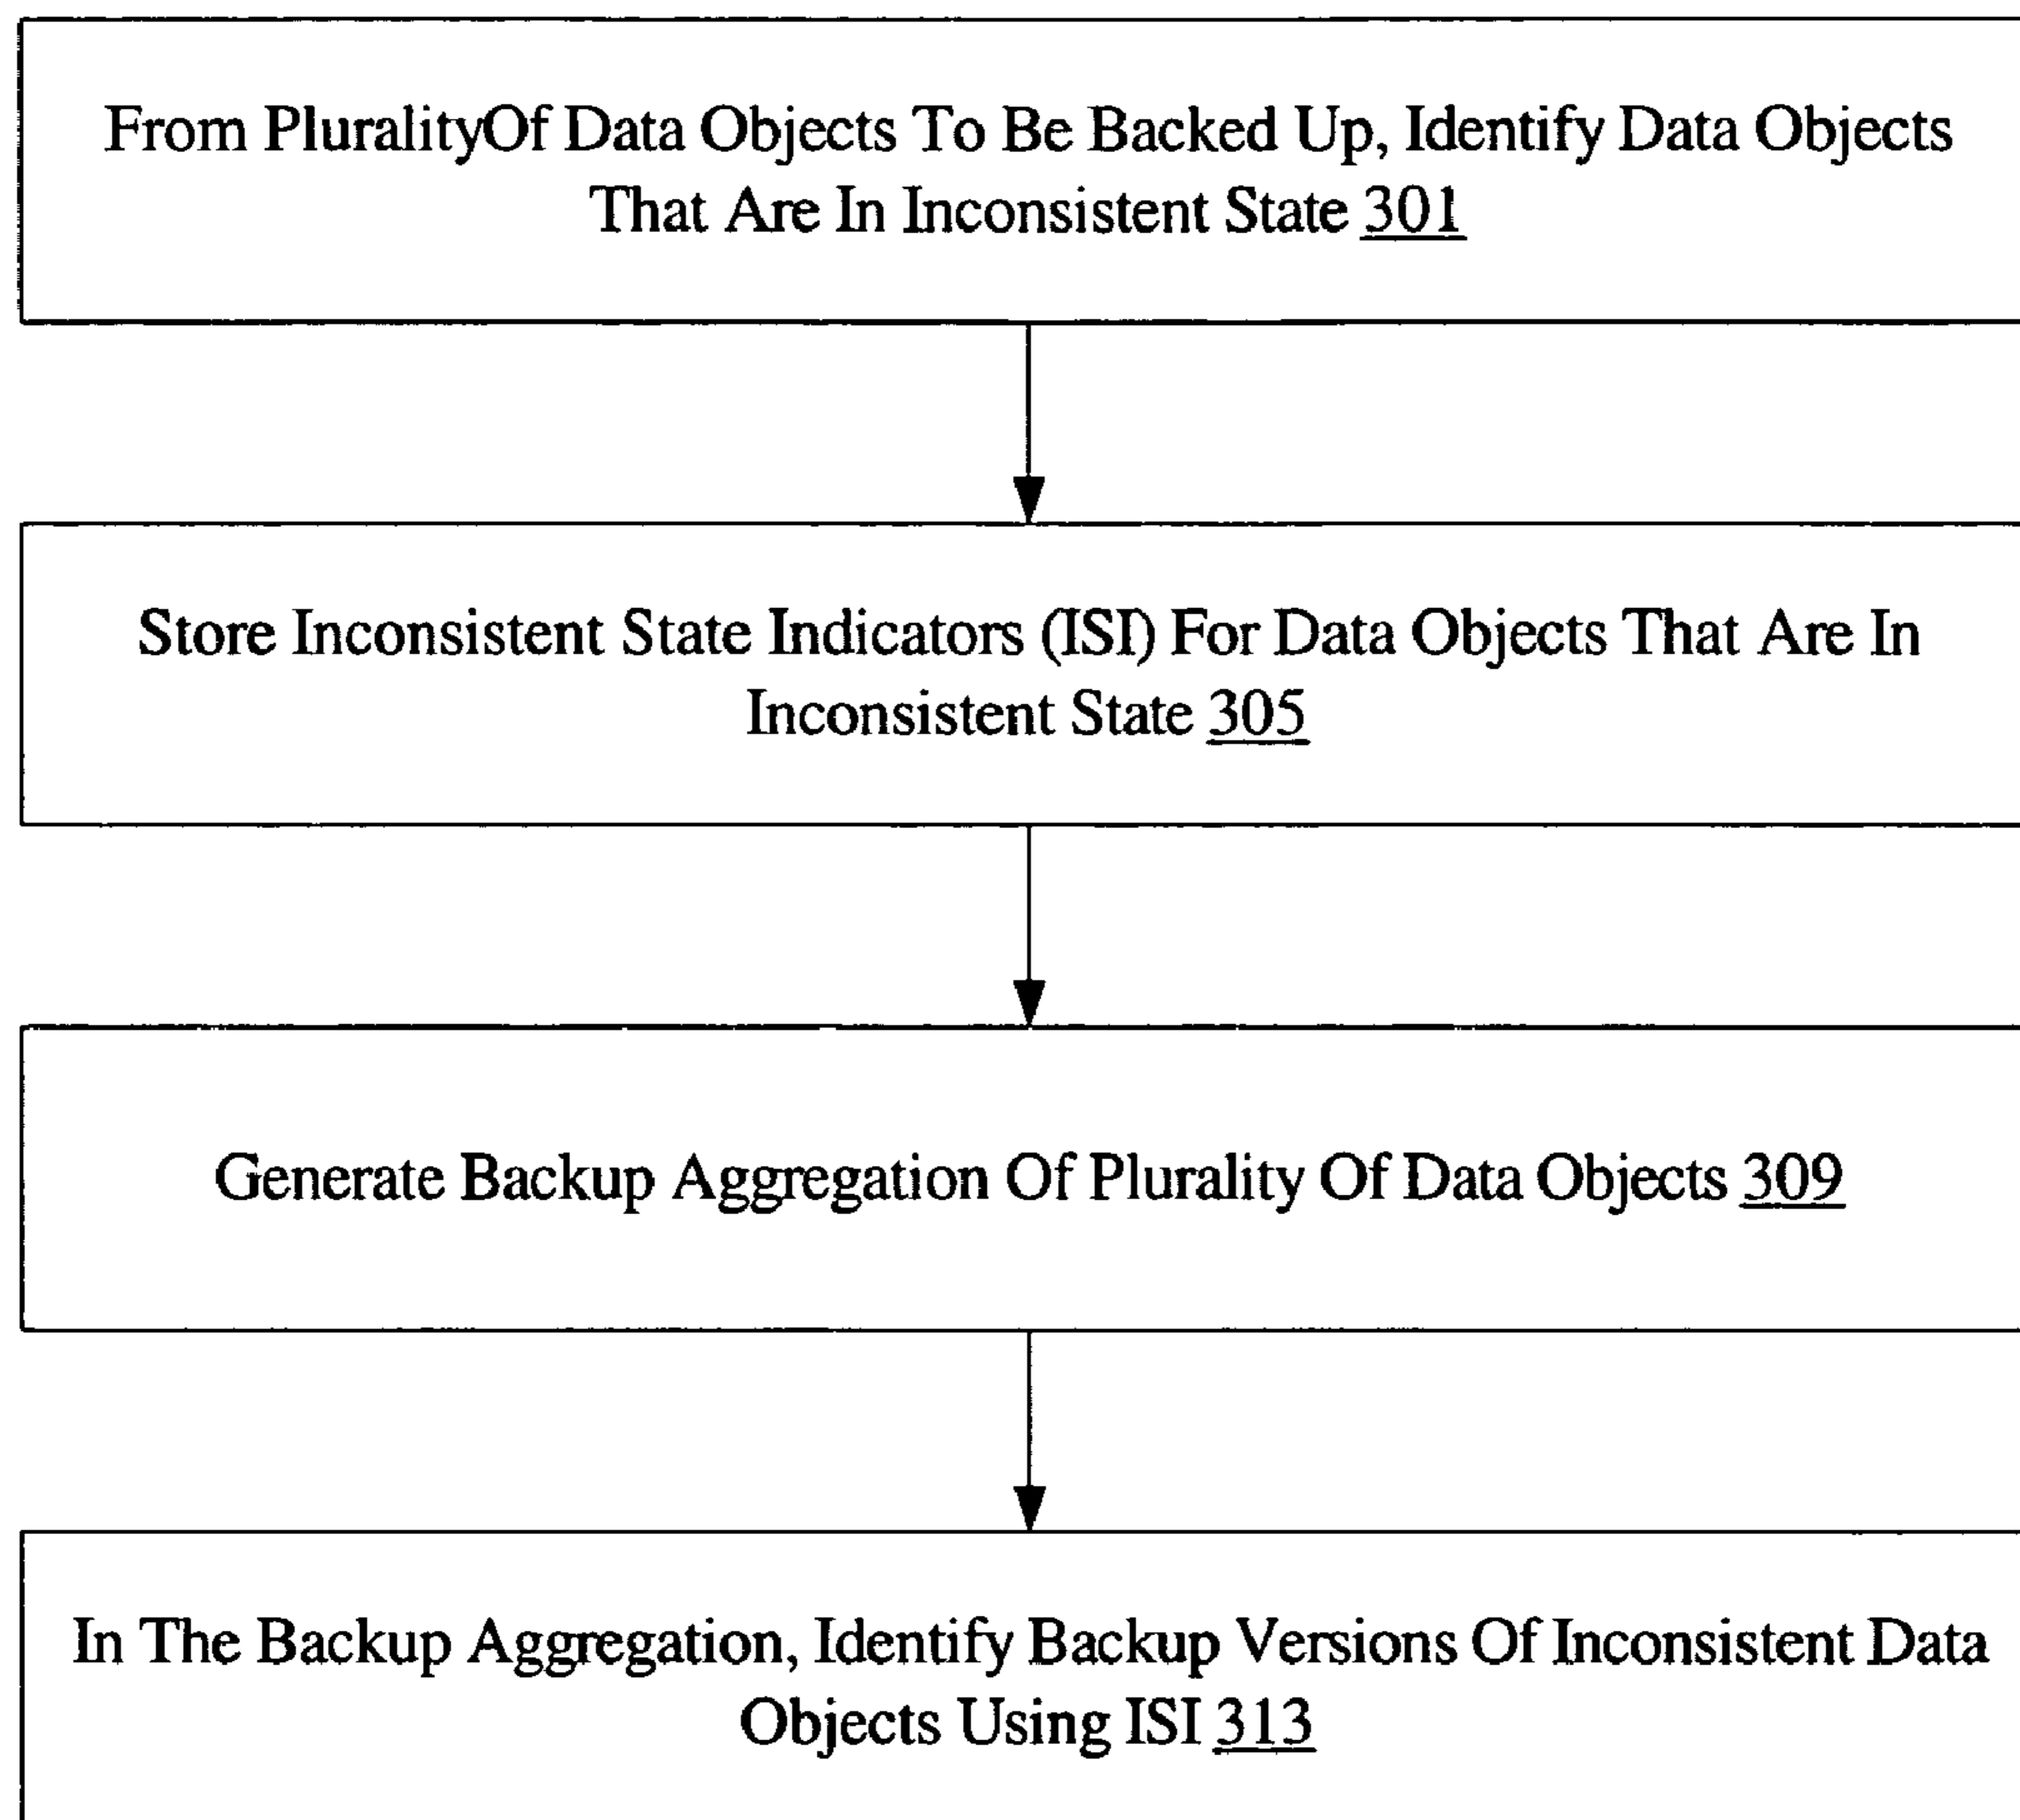 From PluralityOf Data Objects To Be Backed Up, Identify Data Objects
That Are In Inconsistent State 301
Store Inconsistent State Indicators (ISI) For Data Objects That Are In
Inconsistent State 305
Generate Backup Aggregation Of Plurality Of Data Objects 309
In The Backup Aggregation, Identify Backup Versions Of Inconsistent Data
Objects Using ISI 313